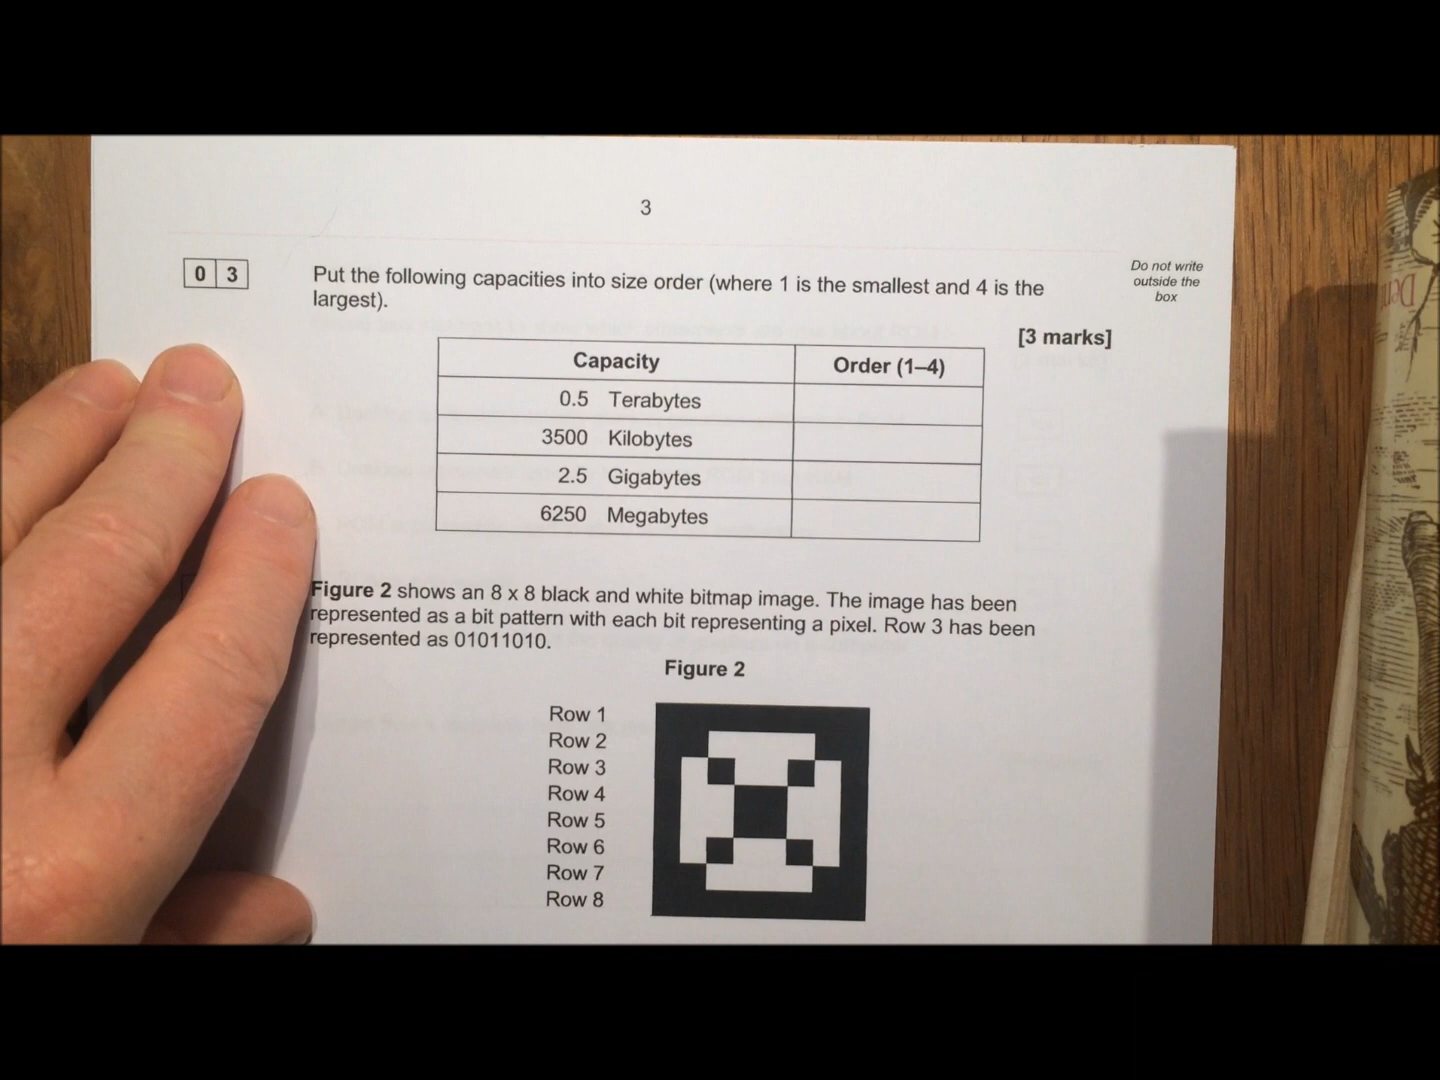 3
0 3
Put the following capacities into size order (where 1 is the smallest and 4 is the
largest).
Do not write
outside the
box
[3 marks]
Capacity Order (1–4)
0.5 Terabytes
3500 Kilobytes
2.5 Gigabytes
6250 Megabytes
Figure 2 shows an 8 x 8 black and white bitmap image. The image has been
represented as a bit pattern with each bit representing a pixel. Row 3 has been
represented as 01011010.
Figure 2
Row 1
Row 2
Row 3
Row 4
Row 5
Row 6
Row 7
Row 8